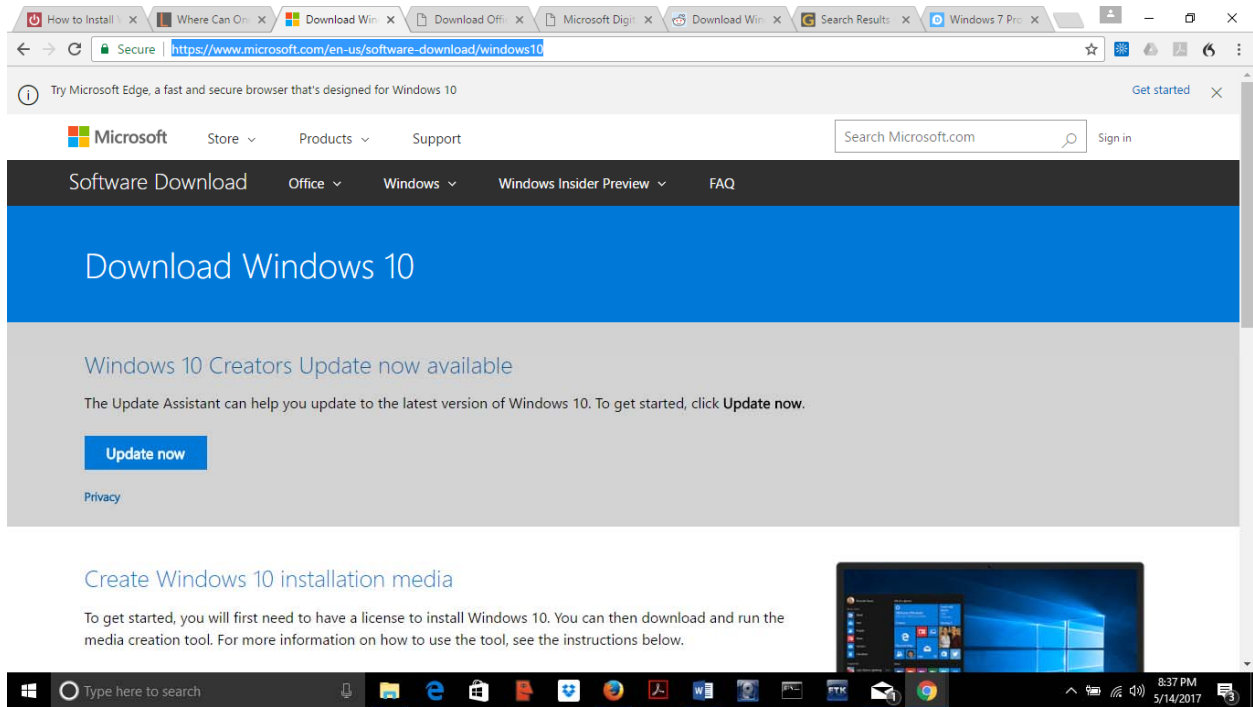 How to Install
Where Can On
Download Win
Download Offi
Microsoft Digit
Download Win
Search Results
Windows 7 Pro
Secure
https://www.microsoft.com/en-us/software-download/windows10
Try Microsoft Edge, a fast and secure browser that's designed for Windows 10
Get started
Microsoft
Store
Products
Support
Search Microsoft.com
Sign in
Software Download
Office
Windows
Windows Insider Preview
FAQ
Download Windows 10
Windows 10 Creators Update now available
The Update Assistant can help you update to the latest version of Windows 10. To get started, click Update now.
Update now
Privacy
Create Windows 10 installation media
To get started, you will first need to have a license to install Windows 10. You can then download and run the
media creation tool. For more information on how to use the tool, see the instructions below.
Type here to search
FTK
1
8:37 PM
5/14/2017
3